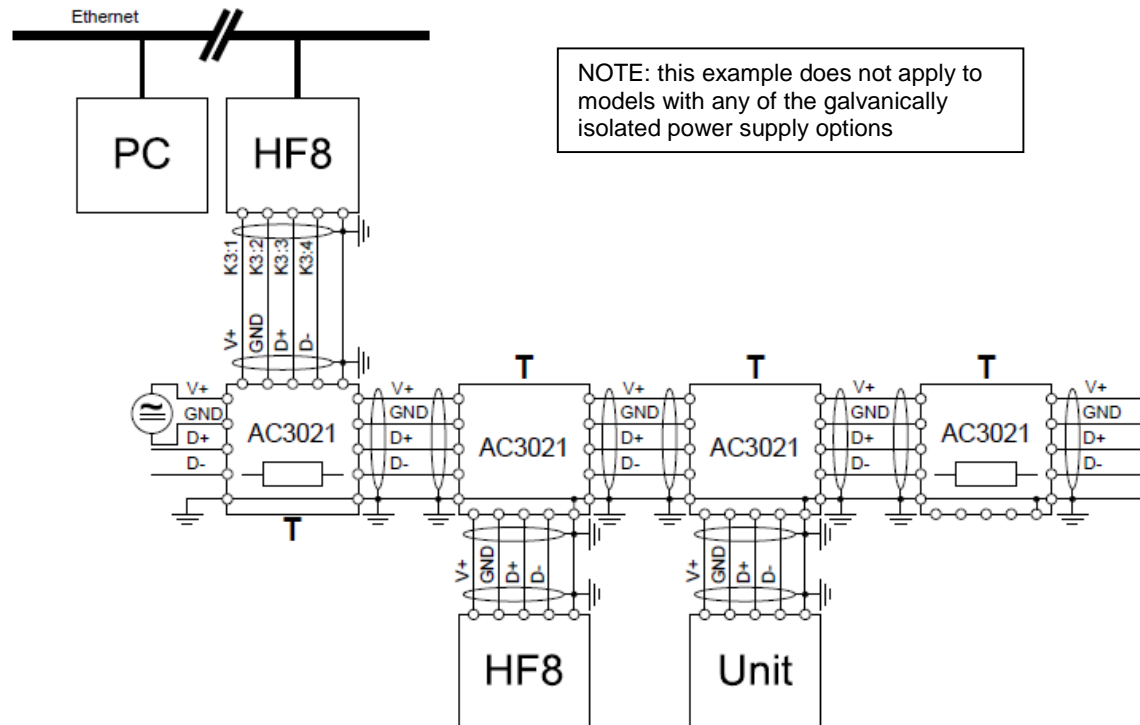 Ethernet
NOTE: this example does not apply to
models with any of the galvanically
isolated power supply options
PC
HF8
K3:1
K3:2
K3:3
K3:4
V+
GND
D+
D-
T
T
T
V+
GND
D+
D-
AC3021
V+
GND
D+
D-
AC3021
V+
GND
D+
D-
AC3021
V+
GND
D+
D-
AC3021
V+
GND
D+
D-
T
V+
GND
D+
D-
V+
GND
D+
D-
HF8
Unit